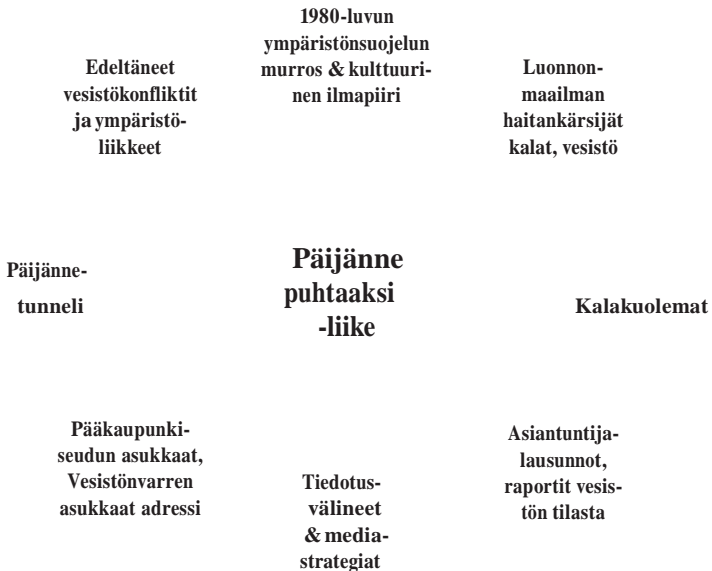 1980-luvun
ympäristönsuojelun
murros & kulttuuri-
nen ilmapiiri
Edeltäneet
vesistökonfliktit
ja ympäristö-
liikkeet
Luonnon-
maailman
haitankärsijät
kalat, vesistö
Päijänne-
tunneli
Päijänne
puhtaaksi
-liike
Kalakuolemat
Pääkaupunki-
seudun asukkaat,
Vesistönvarren
asukkaat adressi
Tiedotus-
välineet
& media-
strategiat
Asiantuntija-
lausunnot,
raportit vesis-
tön tilasta